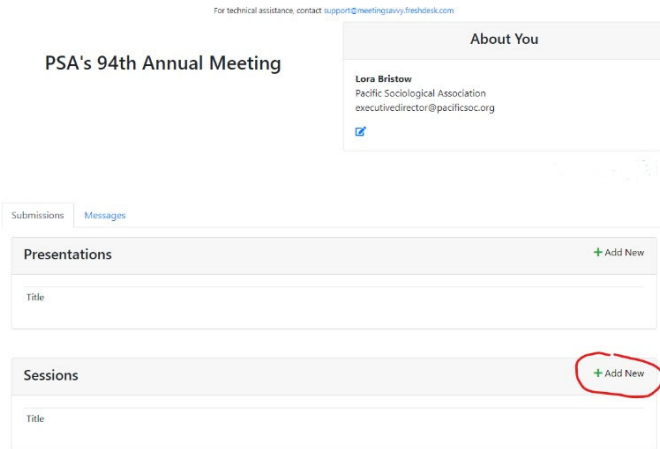 For technical assistance, contact support@meetingsavvy.freshdesk.com
PSA's 94th Annual Meeting
About You
Lora Bristow
Pacific Sociological Association
executivedirector@pacificsoc.org
Submissions
Messages
Presentations
+ Add New
Title
Sessions
+ Add New
Title